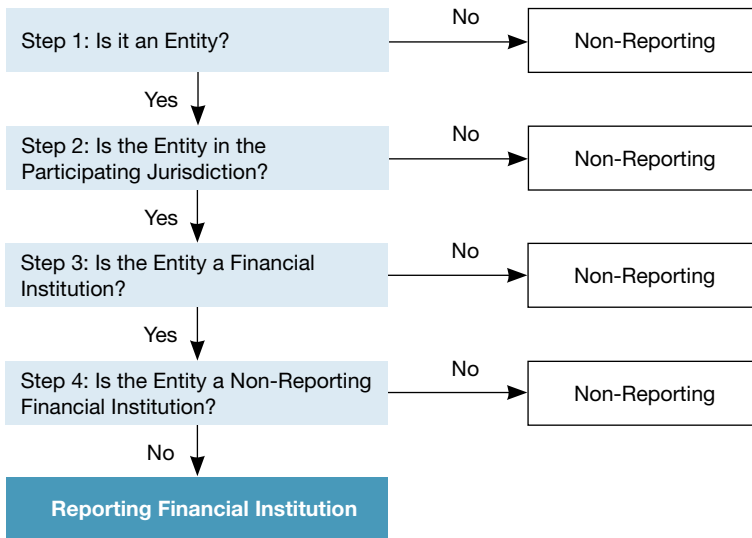 No
Step 1: Is it an Entity?
Non-Reporting
Yes
No
Step 2: Is the Entity in the
Participating Jurisdiction?
Non-Reporting
Yes
No
Step 3: Is the Entity a Financial
Institution?
Non-Reporting
Yes
No
Step 4: Is the Entity a Non-Reporting
Financial Institution?
Non-Reporting
No
Reporting Financial Institution